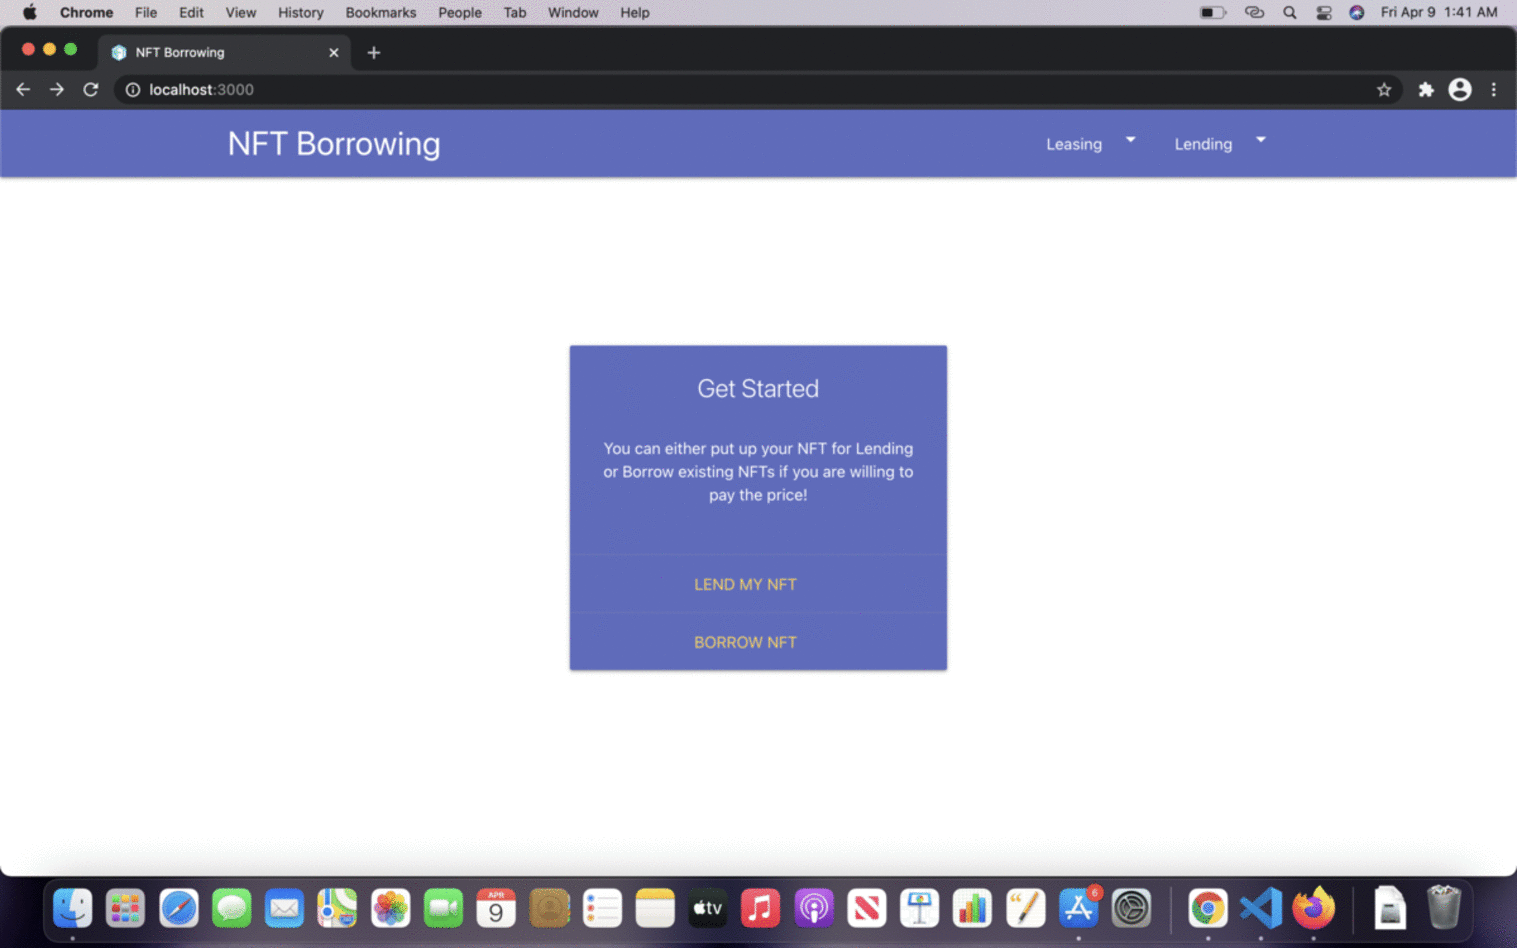 Chrome File Edit View History Bookmarks People Tab Window Help Fri Apr 9 1:41 AM
NFT Borrowing
localhost:3000
NFT Borrowing Leasing Lending
Get Started
You can either put up your NFT for Lending
or Borrow existing NFTs if you are willing to
pay the price!
LEND MY NFT
BORROW NFT
APR
9
tv
6